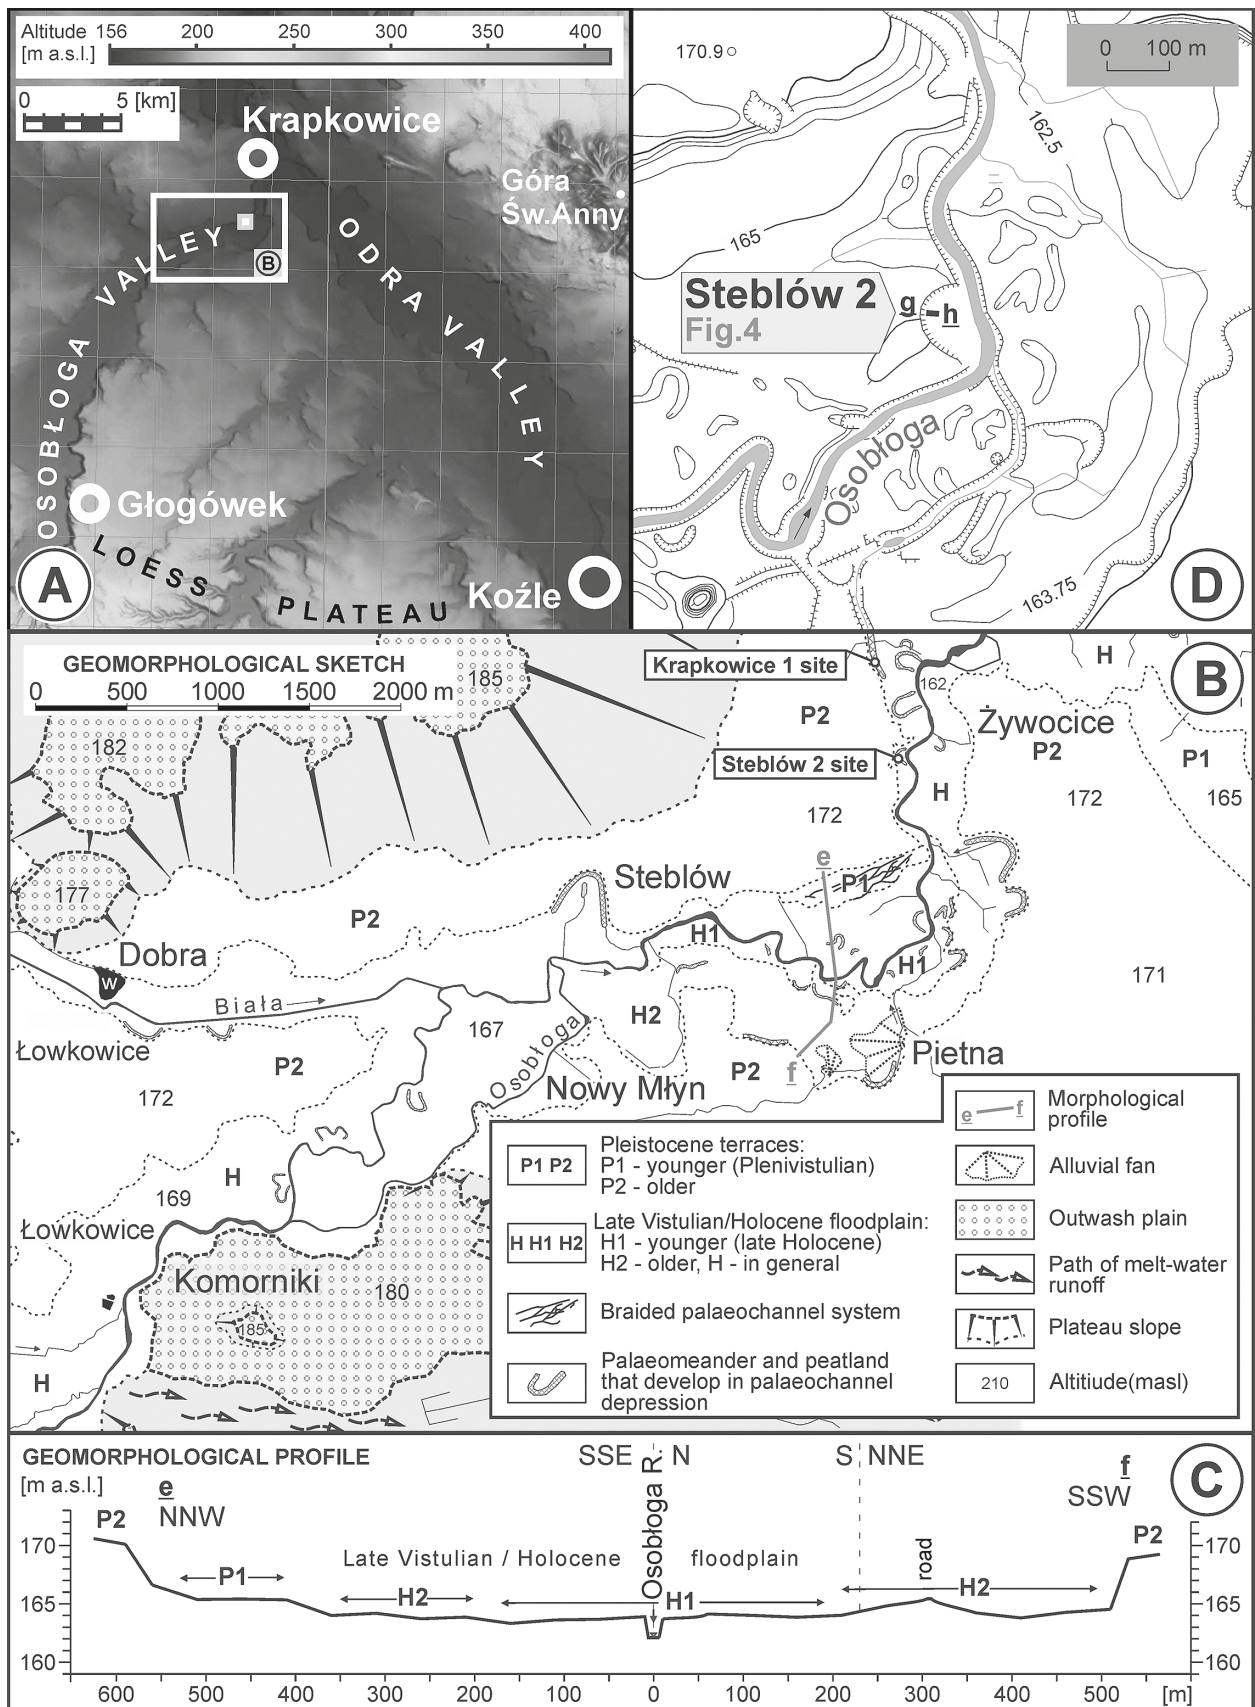 Altitude 156 200 250 300 350 400
[m a.s.l.]
0 5 [km]
Krapkowice
Góra
Św.Anny
B
OSOBŁOGA VALLEY
ODRA VALLEY
Głogówek
LOESS PLATEAU
Koźle
A
170.9
0 100 m
162.5
165
Steblów 2
Fig.4
g h
Osobłoga
163.75
D
GEOMORPHOLOGICAL SKETCH
0 500 1000 1500 2000 m
185
Krapkowice 1 site
H
B
162
182
P2
Żywocice
P2
P1
Steblów 2 site
H
172
165
172
e
Steblów
P1
177
P2
H1
Dobra
H1
W
171
Biała
H2
167
Łowkowice
P2
Osobłoga
Pietna
P2
f
Nowy Młyn
172
H
169
Łowkowice
Komorniki
180
185
H
P1 P2
Pleistocene terraces:
P1 - younger (Plenivistulian)
P2 - older
H H1 H2
Late Vistulian/Holocene floodplain:
H1 - younger (late Holocene)
H2 - older, H - in general
Braided palaeochannel system
Palaeomeander and peatland
that develop in palaeochannel
depression
e f
Morphological
profile
Alluvial fan
Outwash plain
Path of melt-water
runoff
Plateau slope
210
Altitiude(masl)
GEOMORPHOLOGICAL PROFILE
SSE N
S NNE
C
[m a.s.l.]
e
NNW
f
SSW
Osobłoga R.
P2
P2
170
170
Late Vistulian / Holocene floodplain
road
P1
H2
H1
H2
165
165
160
160
600 500 400 300 200 100 0 100 200 300 400 500 [m]